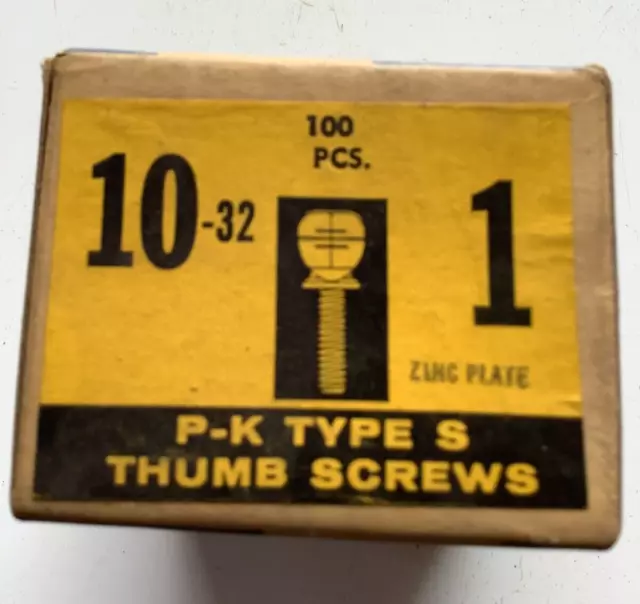 100
PCS.
10-32
1
ZINC PLATE
P-K TYPE S
THUMB SCREWS